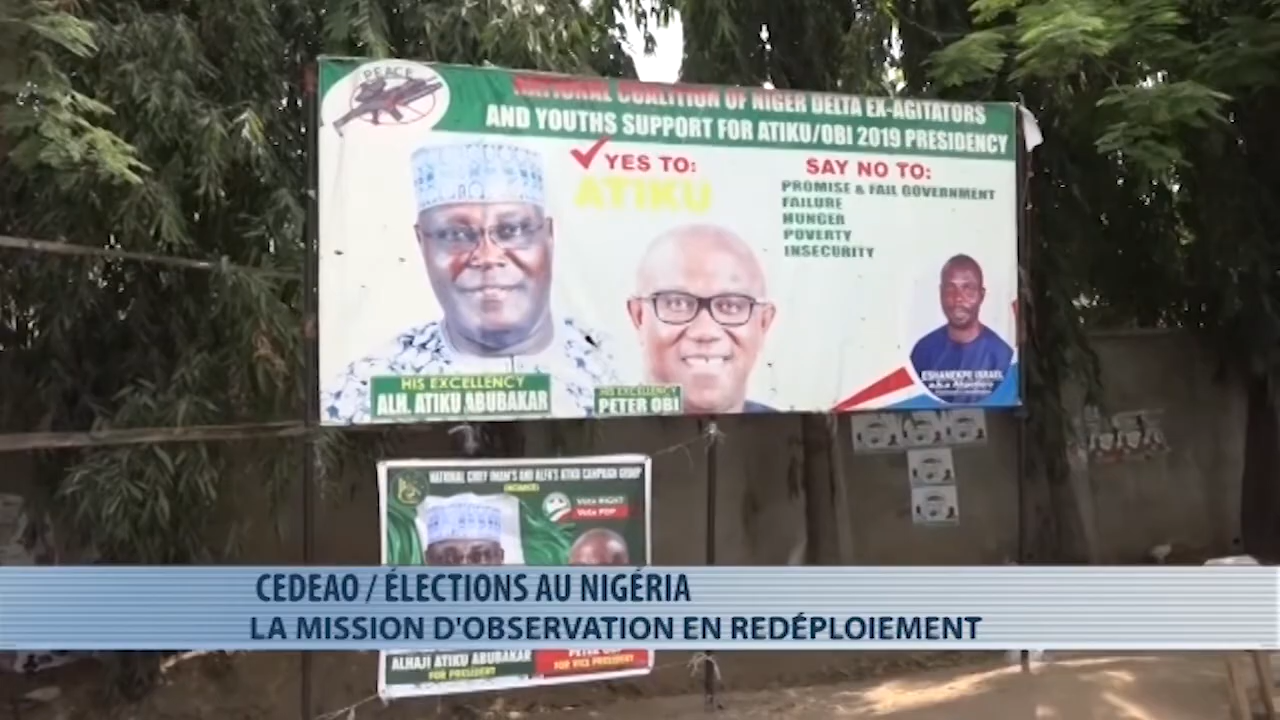 PEACE
NATIONAL COALITION OF NIGER DELTA EX-AGITATORS
AND YOUTHS SUPPORT FOR ATIKU/OBI 2019 PRESIDENCY
YES TO:
ATIKU
SAY NO TO:
PROMISE & FAIL GOVERNMENT
FAILURE
HUNGER
POVERTY
INSECURITY
HIS EXCELLENCY
ALH. ATIKU ABUBAKAR
HIS EXCELLENCY
PETER OBI
ESHANEKPE ISRAEL
a.k.a
NATIONAL CHIEF IMAM'S AND ALFA'S ATIKU CAMPAIGN GROUP
Vote RIGHT
Vote PDP
CEDEAO / ÉLECTIONS AU NIGÉRIA
LA MISSION D'OBSERVATION EN REDÉPLOIEMENT
ALHAJI ATIKU ABUBAKAR
FOR PRESIDENT
PETER
FOR VICE PRESIDENT